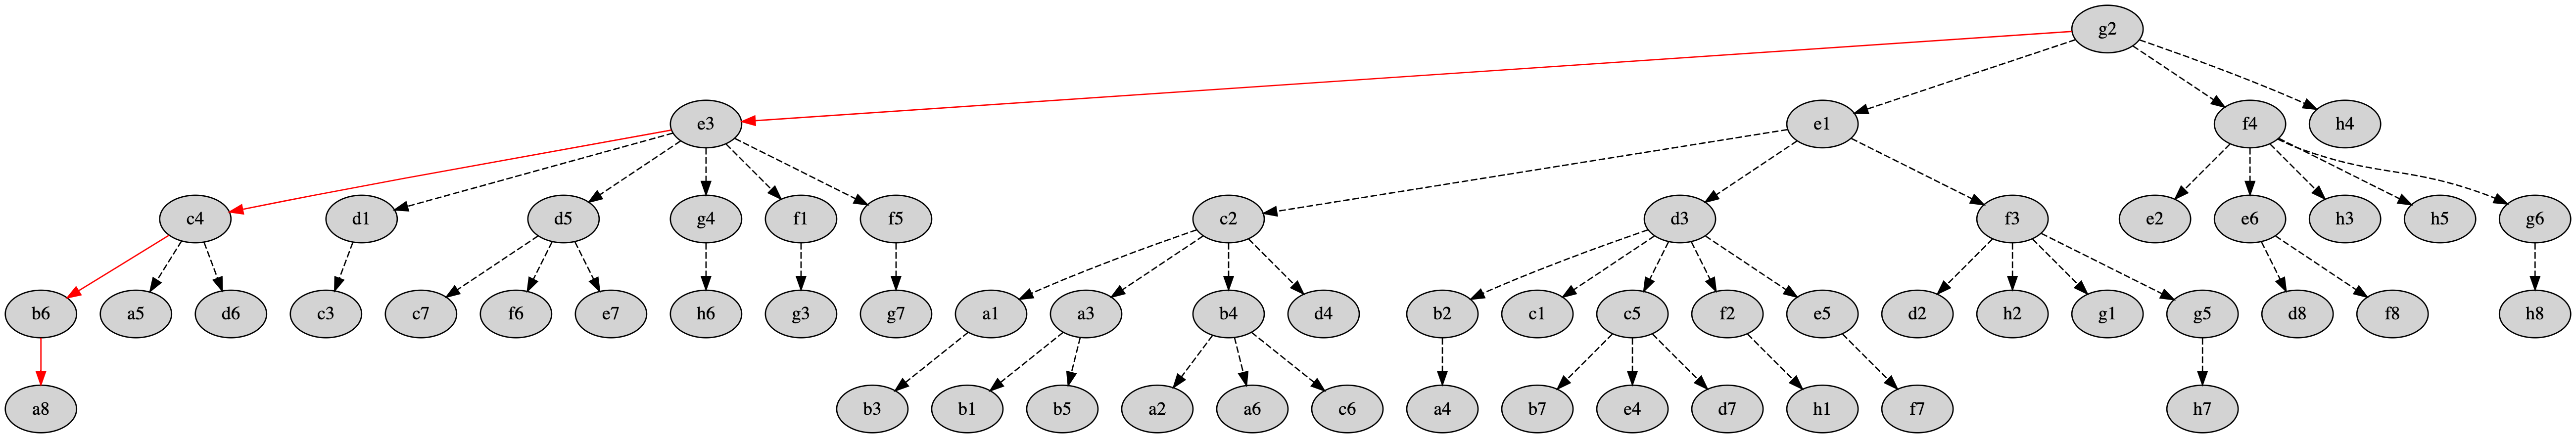 g2
e3 e1 f4 h4
c4 d1 d5 g4 f1 f5 c2 d3 f3 e2 e6 h3 h5 g6
b6 a5 d6 c3 c7 f6 e7 h6 g3 g7 a1 a3 b4 d4 b2 c1 c5 f2 e5 d2 h2 g1 g5 d8 f8 h8
a8 b3 b1 b5 a2 a6 c6 a4 b7 e4 d7 h1 f7 h7